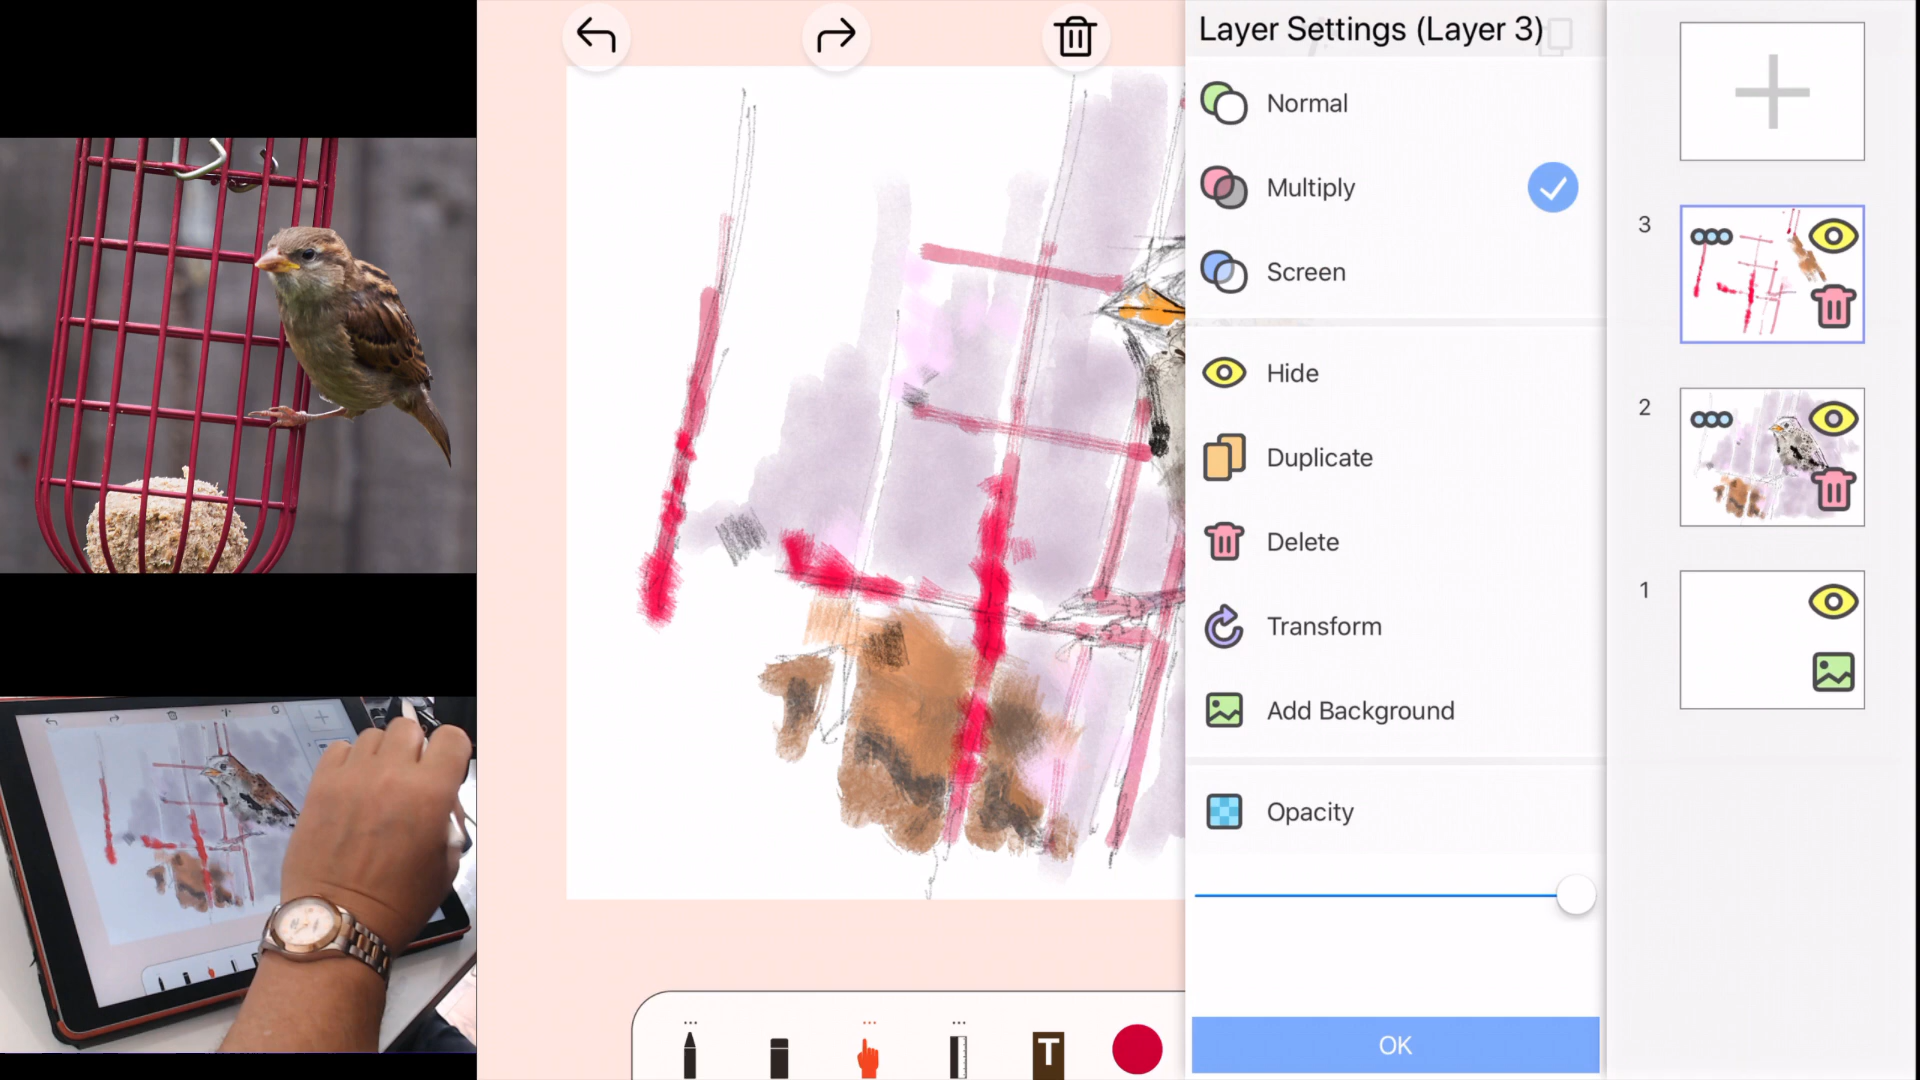 Layer Settings (Layer 3)
Normal
Multiply
Screen
Hide
Duplicate
Delete
Transform
Add Background
Opacity
OK
3
2
1
T